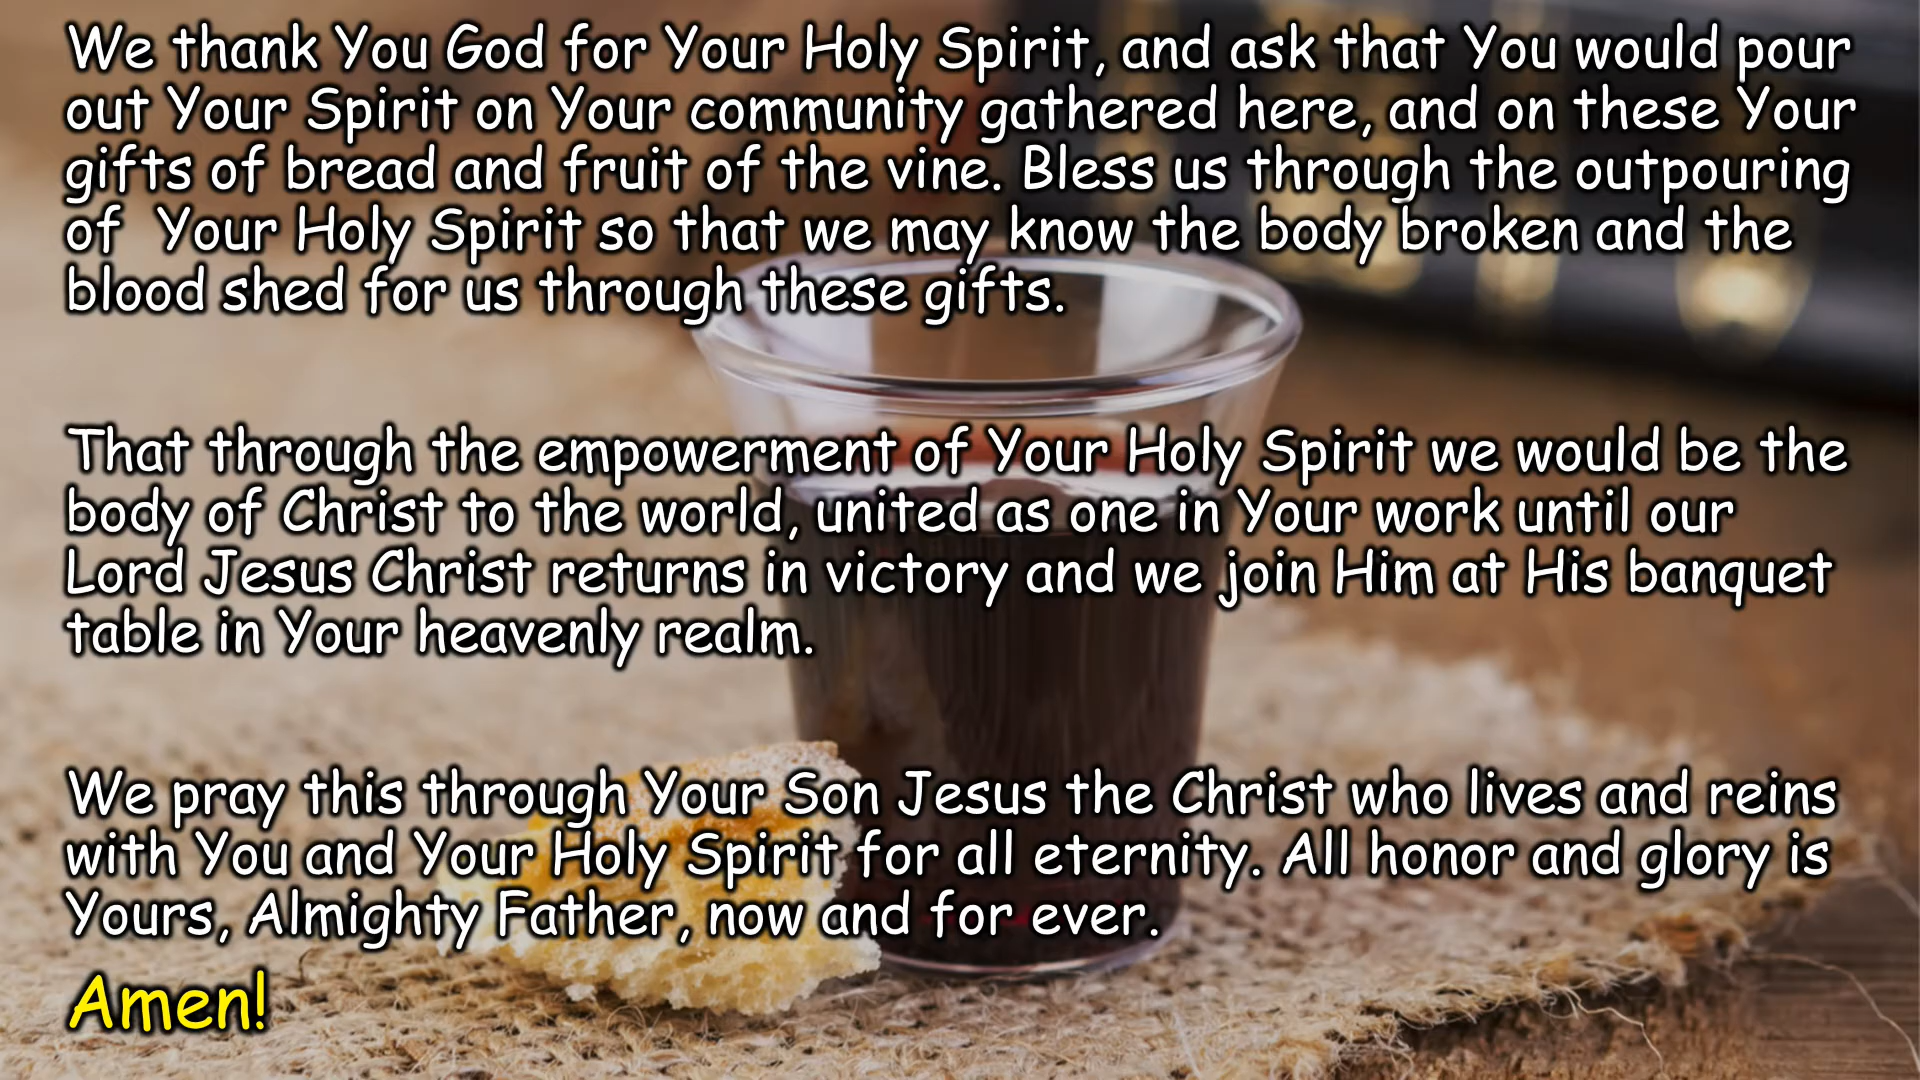 We thank You God for Your Holy Spirit, and ask that You would pour
out Your Spirit on Your community gathered here, and on these Your
gifts of bread and fruit of the vine. Bless us through the outpouring
of  Your Holy Spirit so that we may know the body broken and the
blood shed for us through these gifts.
That through the empowerment of Your Holy Spirit we would be the
body of Christ to the world, united as one in Your work until our
Lord Jesus Christ returns in victory and we join Him at His banquet
table in Your heavenly realm.
We pray this through Your Son Jesus the Christ who lives and reins
with You and Your Holy Spirit for all eternity. All honor and glory is
Yours, Almighty Father, now and for ever.
Amen!